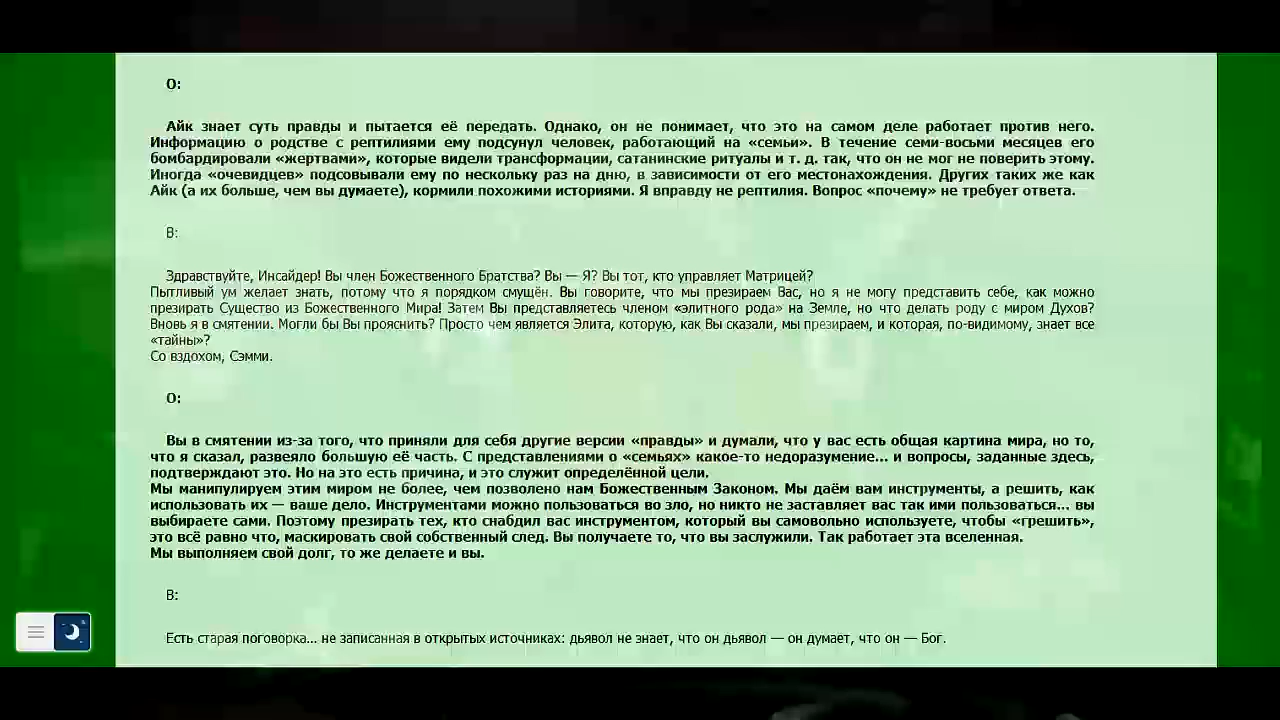 О:
Айк знает суть правды и пытается её передать. Однако, он не понимает, что это на самом деле работает против него.
Информацию о родстве с рептилиями ему подсунул человек, работающий на «семьи». В течение семи-восьми месяцев его
бомбардировали «жертвами», которые видели трансформации, сатанинские ритуалы и т. д. так, что он не мог не поверить этому.
Иногда «очевидцев» подсовывали ему по нескольку раз на дню, в зависимости от его местонахождения. Других таких же как
Айк (а их больше, чем вы думаете), кормили похожими историями. Я вправду не рептилия. Вопрос «почему» не требует ответа.
В:
Здравствуйте, Инсайдер! Вы член Божественного Братства? Вы — Я? Вы тот, кто управляет Матрицей?
Пытливый ум желает знать, потому что я порядком смущён. Вы говорите, что мы презираем Вас, но я не могу представить себе, как можно
презирать Существо из Божественного Мира! Затем Вы представляетесь членом «элитного рода» на Земле, но что делать роду с миром Духов?
Вновь я в смятении. Могли бы Вы прояснить? Просто чем является Элита, которую, как Вы сказали, мы презираем, и которая, по-видимому, знает все
«тайны»?
Со вздохом, Сэмми.
О:
Вы в смятении из-за того, что приняли для себя другие версии «правды» и думали, что у вас есть общая картина мира, но то,
что я сказал, развеяло большую её часть. С представлениями о «семьях» какое-то недоразумение... и вопросы, заданные здесь,
подтверждают это. Но на это есть причина, и это служит определённой цели.
Мы манипулируем этим миром не более, чем позволено нам Божественным Законом. Мы даём вам инструменты, а решить, как
использовать их — ваше дело. Инструментами можно пользоваться во зло, но никто не заставляет вас так ими пользоваться... вы
выбираете сами. Поэтому презирать тех, кто снабдил вас инструментом, который вы самовольно используете, чтобы «грешить»,
это всё равно что, маскировать свой собственный след. Вы получаете то, что вы заслужили. Так работает эта вселенная.
Мы выполняем свой долг, то же делаете и вы.
В:
Есть старая поговорка... не записанная в открытых источниках: дьявол не знает, что он дьявол — он думает, что он — Бог.